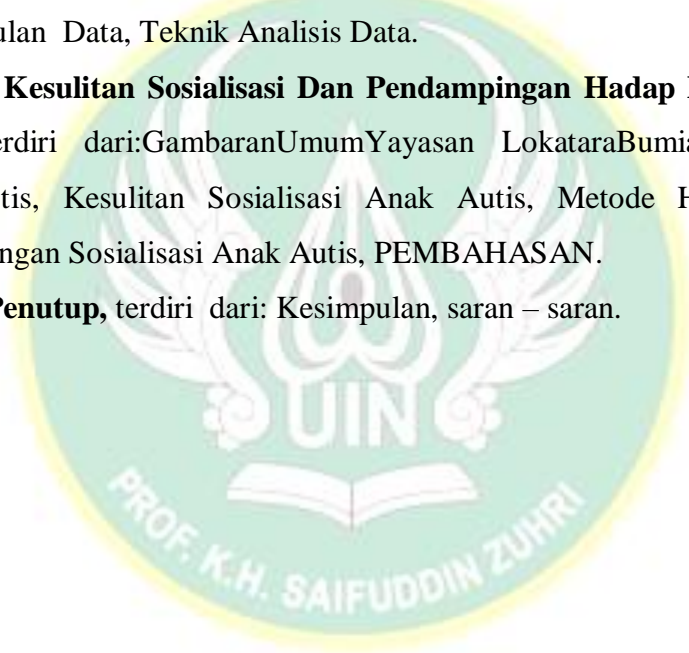 ulan Data, Teknik Analisis Data.
Kesulitan Sosialisasi Dan Pendampingan Hadap
erdiri dari:GambaranUmumYayasan LokataraBumia
tis, Kesulitan Sosialisasi Anak Autis, Metode H
ngan Sosialisasi Anak Autis, PEMBAHASAN.
Penutup, terdiri dari: Kesimpulan, saran – saran.
UIN
PROF. K.H. SAIFUDDIN ZUHRI